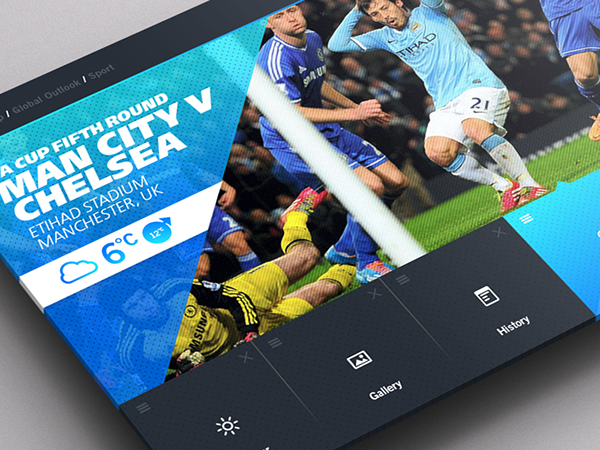 / Global Outlook / Sport
A CUP FIFTH ROUND
MAN CITY V
CHELSEA
ETIHAD STADIUM
MANCHESTER, UK
6°C
12°C
SAMSUNG
ETIHAD
21
SAMSUNG
History
Gallery